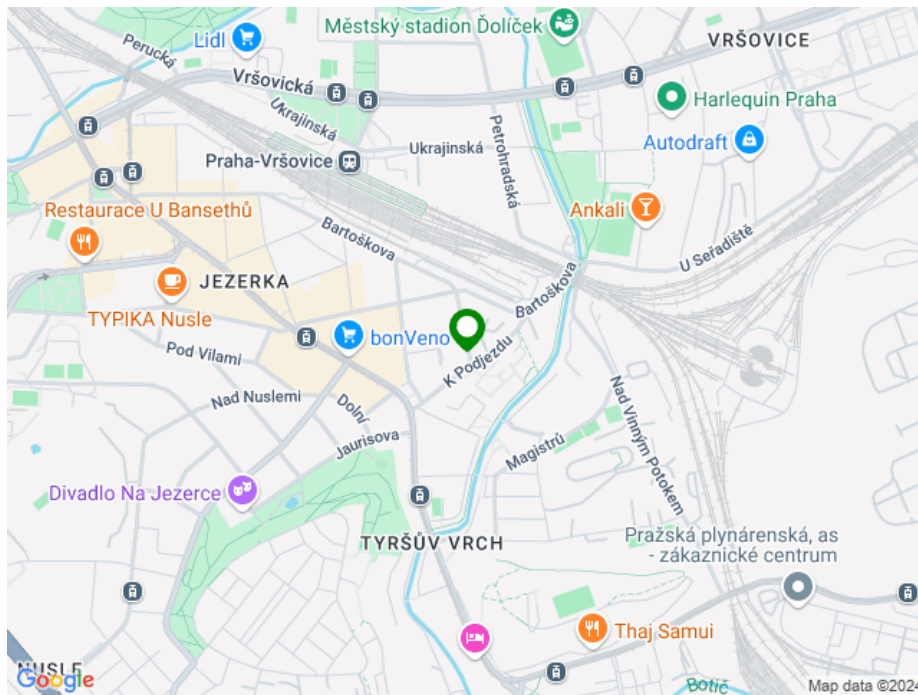 Městský stadion Ďolíček
Lidl
Perucká
VRŠOVICE
Vršovická
Harlequin Praha
Ukrajinská
Petrohradská
Autodraft
Praha-Vršovice
Ukrajinská
Ankali
Restaurace U Bansethů
Bartoškova
U Seřadiště
JEZERKA
Bartoškova
TYPIKA Nusle
bonVeno
Pod Vilami
K Podjezdu
Nad Nuslemi
Dolní
Nad Vinným Potokem
Jaurisova
Magistrů
Divadlo Na Jezerce
TYRŠŮV VRCH
Pražská plynárenská, as
- zákaznické centrum
Thaj Samui
NUSLE
Google
Botič
Map data ©2024